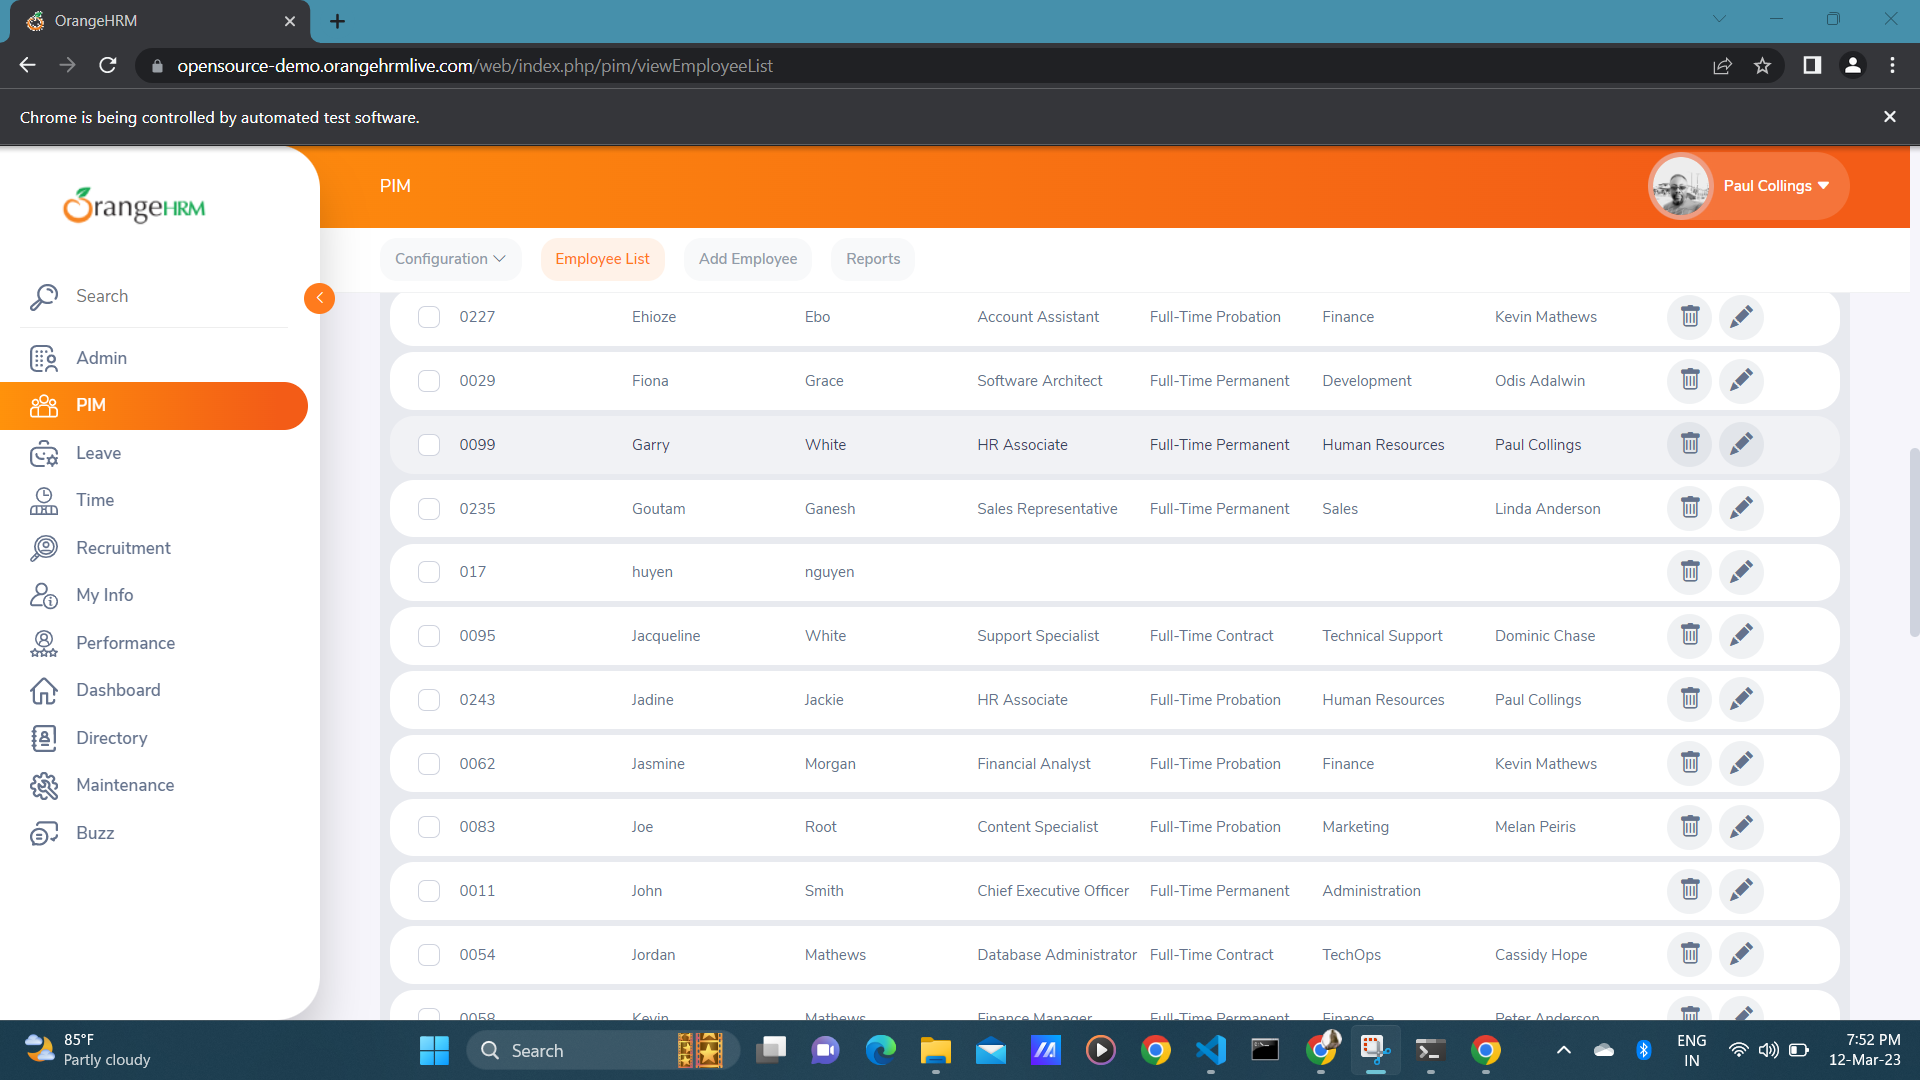 OrangeHRM
opensource-demo.orangehrmlive.com/web/index.php/pim/viewEmployeeList
Chrome is being controlled by automated test software.
OrangeHRM
PIM
Paul Collings
Configuration Employee List Add Employee Reports
Search
Admin
PIM
Leave
Time
Recruitment
My Info
Performance
Dashboard
Directory
Maintenance
Buzz
0227 Ehioze Ebo Account Assistant Full-Time Probation Finance Kevin Mathews
0029 Fiona Grace Software Architect Full-Time Permanent Development Odis Adalwin
0099 Garry White HR Associate Full-Time Permanent Human Resources Paul Collings
0235 Goutam Ganesh Sales Representative Full-Time Permanent Sales Linda Anderson
017 huyen nguyen
0095 Jacqueline White Support Specialist Full-Time Contract Technical Support Dominic Chase
0243 Jadine Jackie HR Associate Full-Time Probation Human Resources Paul Collings
0062 Jasmine Morgan Financial Analyst Full-Time Probation Finance Kevin Mathews
0083 Joe Root Content Specialist Full-Time Probation Marketing Melan Peiris
0011 John Smith Chief Executive Officer Full-Time Permanent Administration
0054 Jordan Mathews Database Administrator Full-Time Contract TechOps Cassidy Hope
0058 Kevin Mathews Finance Manager Full-Time Permanent Finance Peter Anderson
85°F
Partly cloudy
Search
ENG
IN
7:52 PM
12-Mar-23